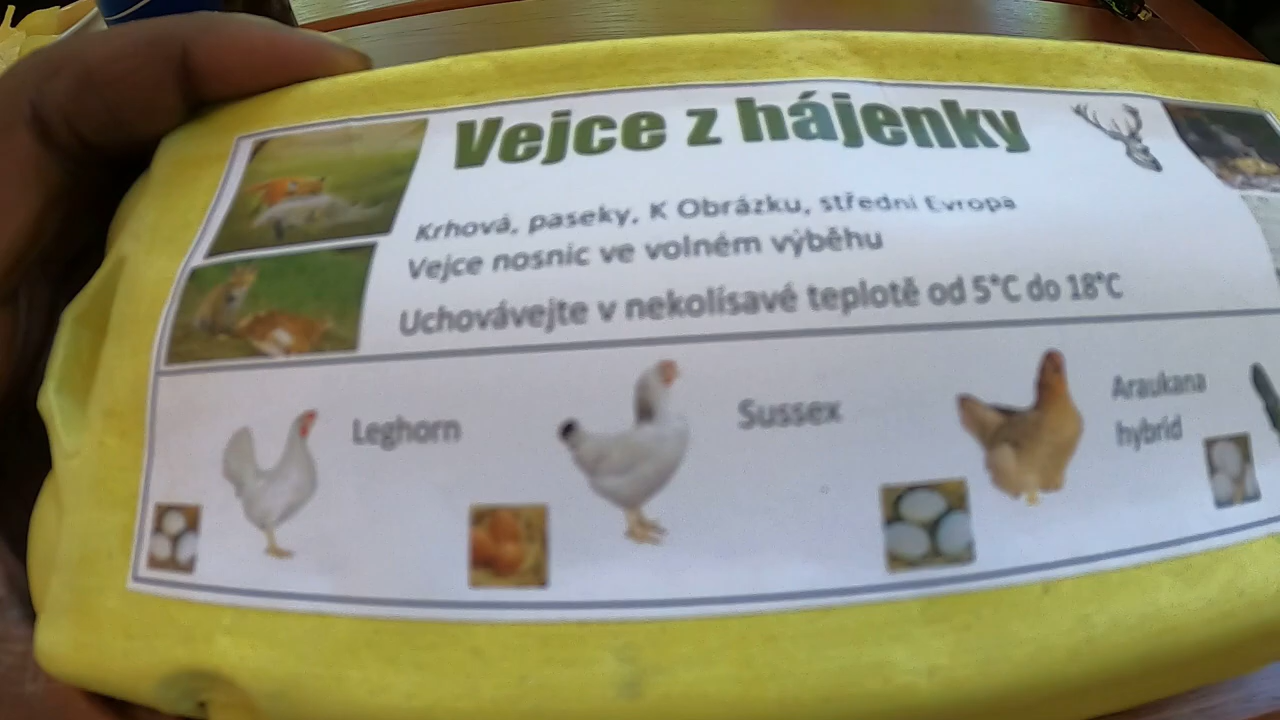 Vejce z hájenky
Krhová, paseky, K Obrázku, střední Evropa
Vejce nosnic ve volném výběhu
Uchovávejte v nekolísavé teplotě od 5°C do 18°C
Leghorn
Sussex
Araukana
hybrid